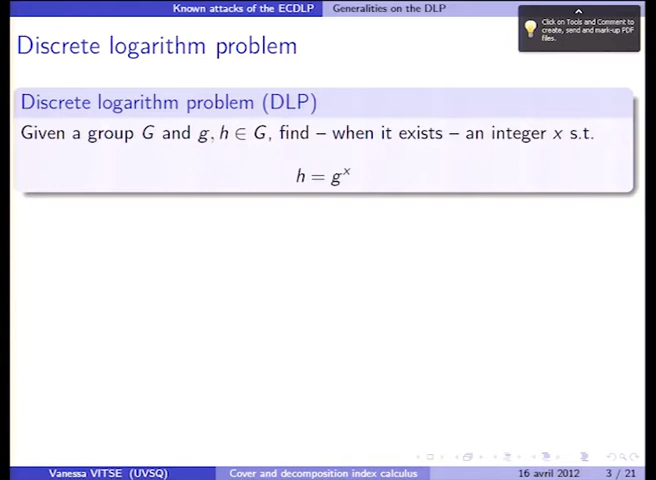 Known attacks of the ECDLP Generalities on the DLP
Click on Tools and Comment to
create, send and mark-up PDF
files.
Discrete logarithm problem
Discrete logarithm problem (DLP)
Given a group G and g, h ∈ G, find – when it exists – an integer x s.t.
h = gˣ
Vanessa VITSE (UVSQ) Cover and decomposition index calculus 16 avril 2012 3 / 21